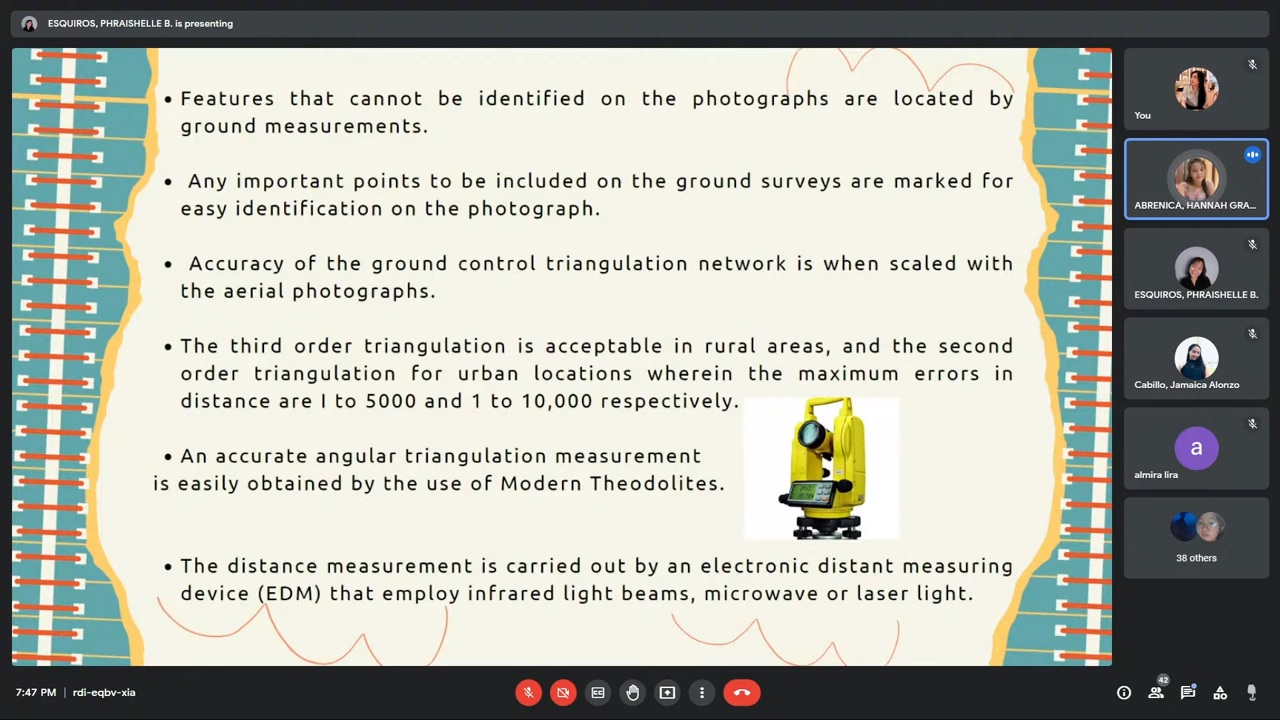 ESQUIROS, PHRAISHELLE B. is presenting
• Features that cannot be identified on the photographs are located by
ground measurements.
• Any important points to be included on the ground surveys are marked for
easy identification on the photograph.
• Accuracy of the ground control triangulation network is when scaled with
the aerial photographs.
• The third order triangulation is acceptable in rural areas, and the second
order triangulation for urban locations wherein the maximum errors in
distance are I to 5000 and 1 to 10,000 respectively.
• An accurate angular triangulation measurement
is easily obtained by the use of Modern Theodolites.
• The distance measurement is carried out by an electronic distant measuring
device (EDM) that employ infrared light beams, microwave or laser light.
You
ABRENICA, HANNAH GRA...
ESQUIROS, PHRAISHELLE B.
Cabillo, Jamaica Alonzo
a
almira lira
38 others
7:47 PM | rdi-eqbv-xia
42